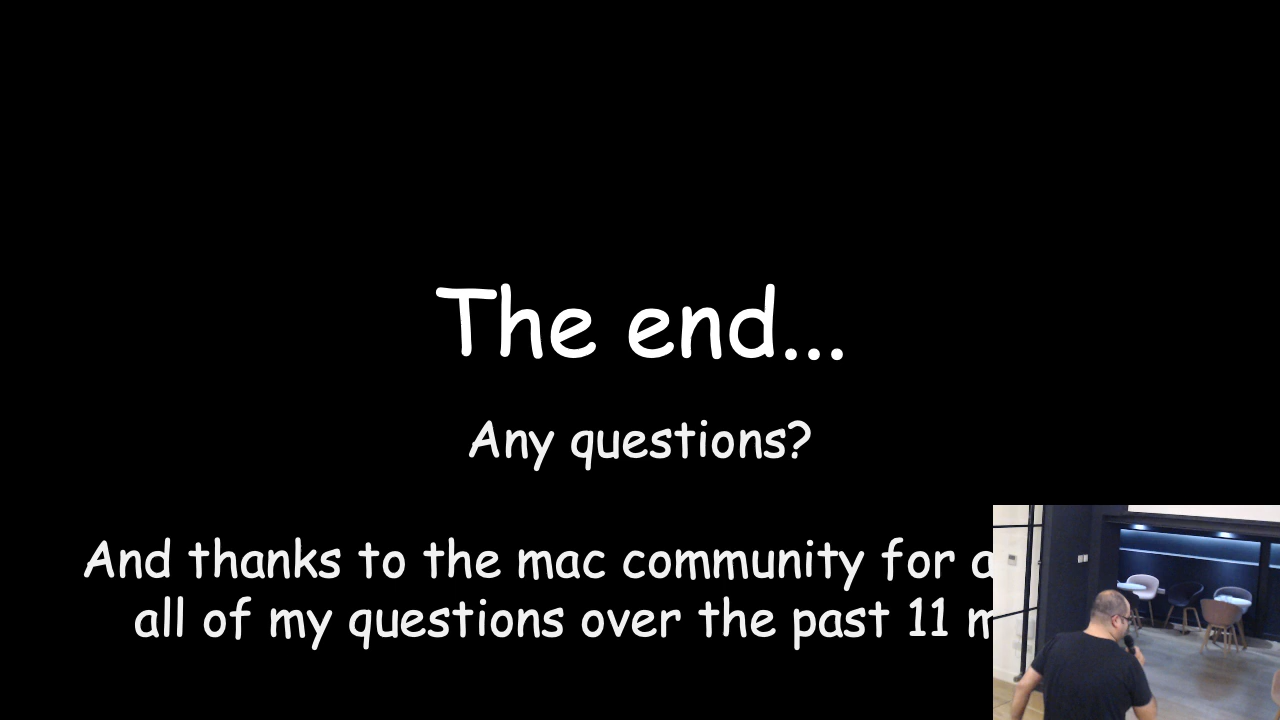 The end...
Any questions?
And thanks to the mac community for
all of my questions over the past 11